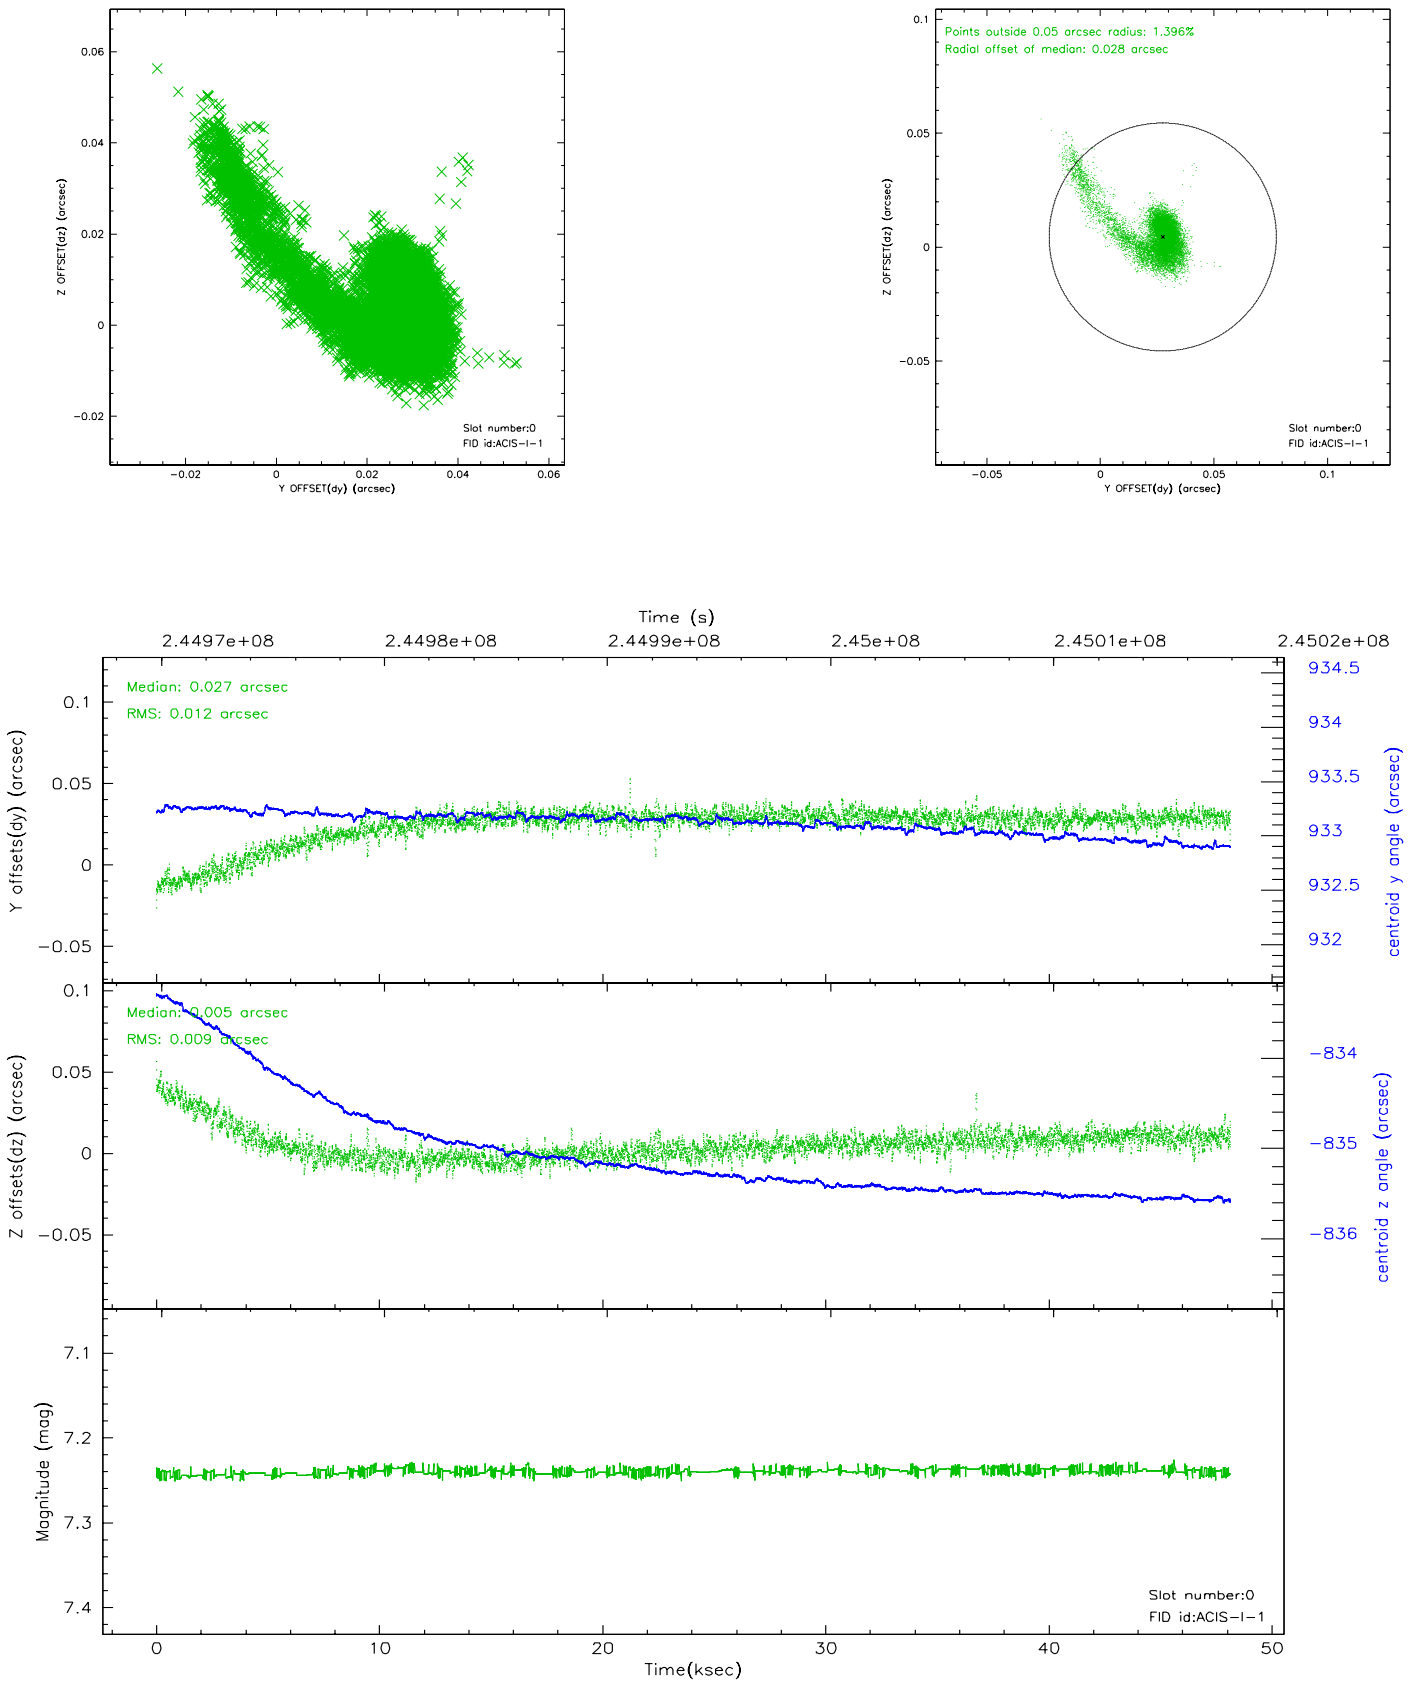 0.06
0.04
0.02
0
−0.02
Z OFFSET(dz) (arcsec)
Slot number:0
FID id:ACIS−I−1
−0.02 0 0.02 0.04 0.06
Y OFFSET(dy) (arcsec)
Points outside 0.05 arcsec radius: 1.396%
Radial offset of median: 0.028 arcsec
0.1
0.05
0
−0.05
Z OFFSET(dz) (arcsec)
Slot number:0
FID id:ACIS−I−1
−0.05 0 0.05 0.1
Y OFFSET(dy) (arcsec)
Time (s)
2.4497e+08 2.4498e+08 2.4499e+08 2.45e+08 2.4501e+08 2.4502e+08
Median: 0.027 arcsec
RMS: 0.012 arcsec
0.1
0.05
0
−0.05
Y offsets(dy) (arcsec)
934.5
934
933.5
933
932.5
932
centroid y angle (arcsec)
Median: 0.005 arcsec
RMS: 0.009 arcsec
0.1
0.05
0
−0.05
Z offsets(dz) (arcsec)
−834
−835
−836
centroid z angle (arcsec)
7.1
7.2
7.3
7.4
Magnitude (mag)
Slot number:0
FID id:ACIS−I−1
0 10 20 30 40 50
Time(ksec)